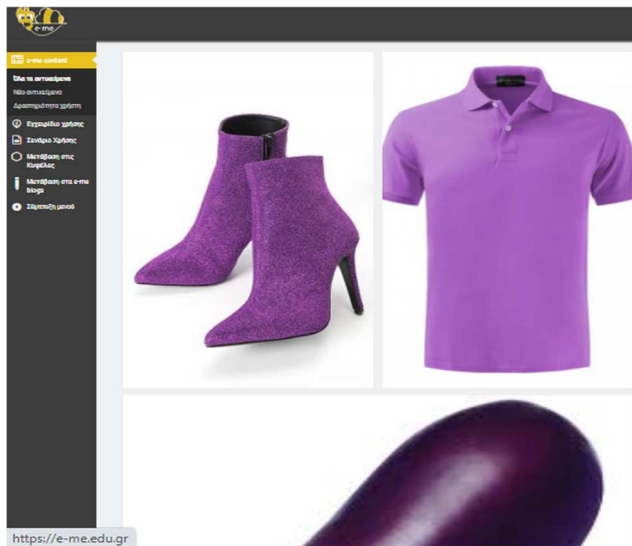 e-me
e-me content
Όλα τα αντικείμενα
Νέο αντικείμενο
Δραστηριότητα χρήστη
Εγχειρίδιο χρήσης
Σενάριο Χρήσης
Μετάβαση στις
Κυψέλες
Μετάβαση στα e-me
blogs
Σύμπτυξη μενού
https://e-me.edu.gr